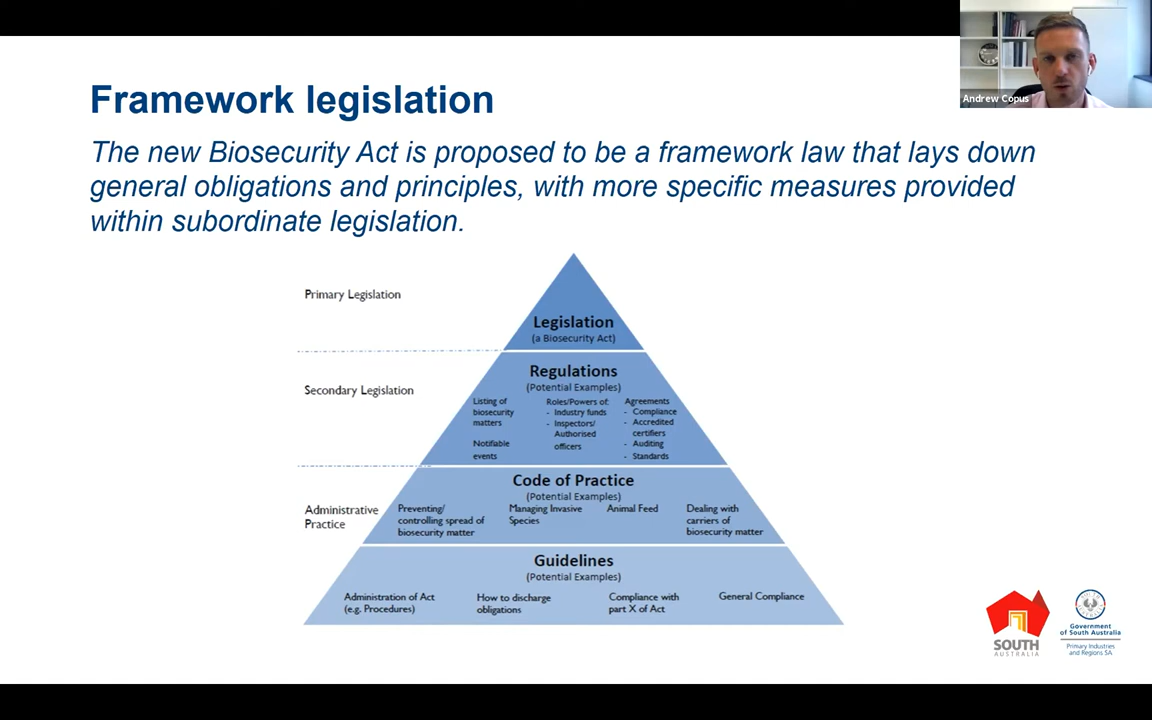 Andrew Copus
Framework legislation
The new Biosecurity Act is proposed to be a framework law that lays down
general obligations and principles, with more specific measures provided
within subordinate legislation.
Primary Legislation
Legislation
(a Biosecurity Act)
Secondary Legislation
Regulations
(Potential Examples)
Listing of
biosecurity
matters
Notifiable
events
Roles/Powers of:
- Industry funds
- Inspectors/
Authorised
officers
Agreements
- Compliance
- Accredited
certifiers
- Auditing
- Standards
Administrative
Practice
Code of Practice
(Potential Examples)
Preventing/
controlling spread of
biosecurity matter
Managing Invasive
Species
Animal Feed
Dealing with
carriers of
biosecurity matter
Guidelines
(Potential Examples)
Administration of Act
(e.g. Procedures)
How to discharge
obligations
Compliance with
part X of Act
General Compliance
SOUTH
AUSTRALIA
Government
of South Australia
Primary Industries
and Regions SA